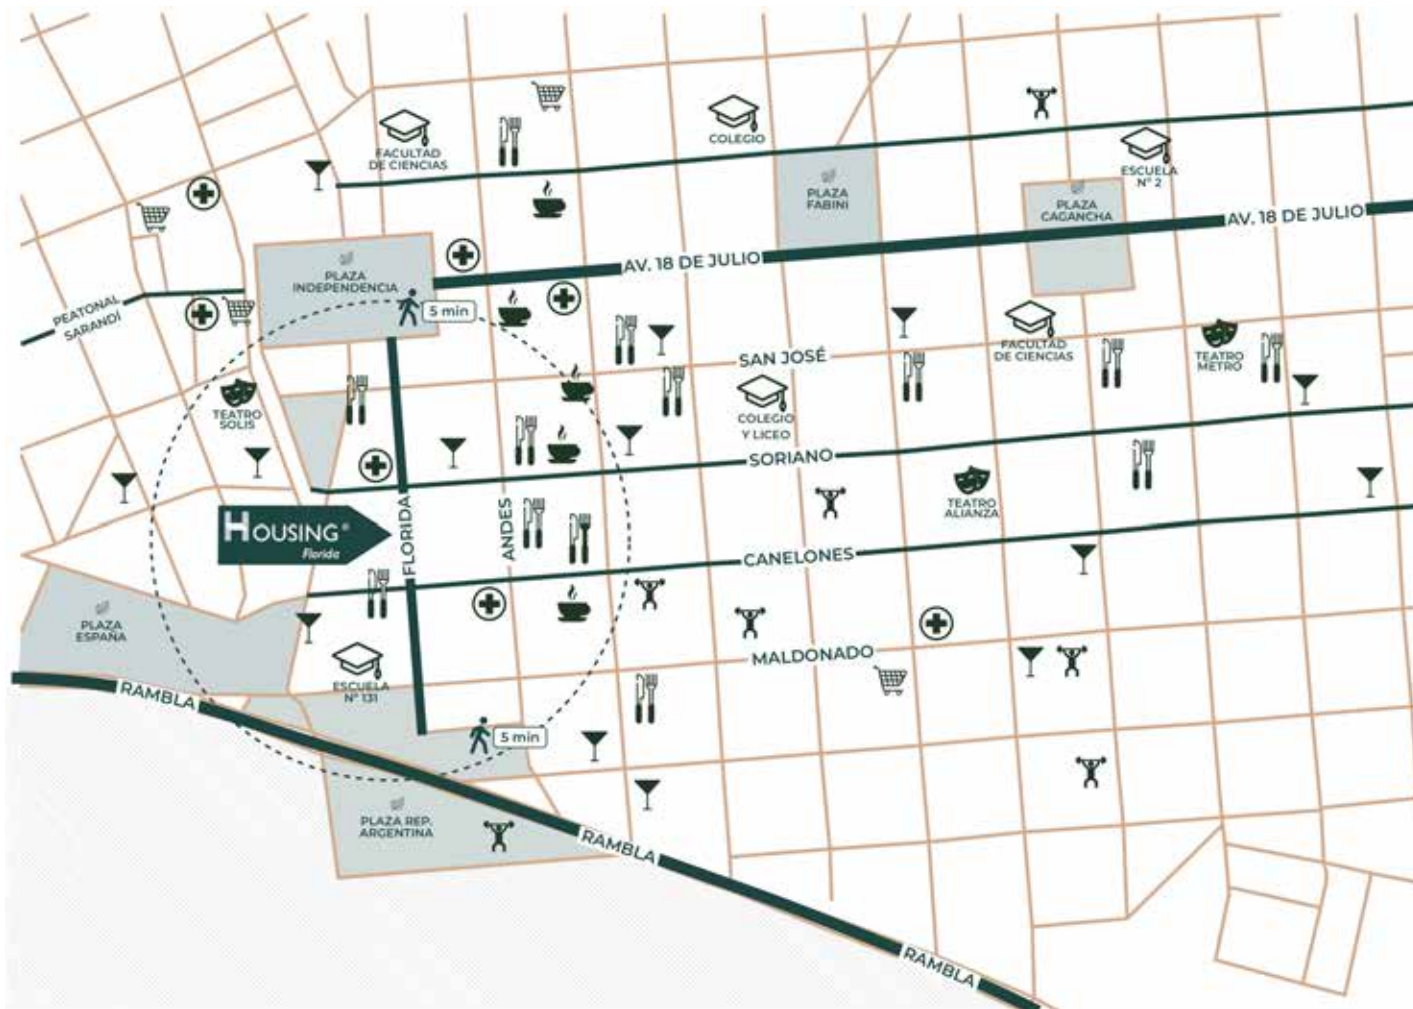 COLEGIO
FACULTAD
DE CIENCIAS
ESCUELA
Nº 2
PLAZA
FABINI
PLAZA
CAGANCHA
AV. 18 DE JULIO
AV. 18 DE JULIO
PLAZA
INDEPENDENCIA
PEATONAL
SARANDÍ
5 min
SAN JOSÉ
FACULTAD
DE CIENCIAS
TEATRO
METRO
TEATRO
SOLIS
COLEGIO
Y LICEO
SORIANO
TEATRO
ALIANZA
HOUSING®
Florida
FLORIDA
ANDES
CANELONES
PLAZA
ESPAÑA
MALDONADO
ESCUELA
Nº 131
RAMBLA
5 min
PLAZA REP.
ARGENTINA
RAMBLA
RAMBLA